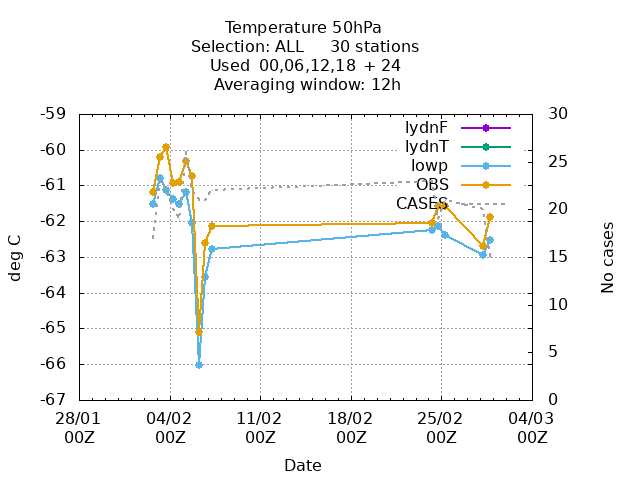 Temperature 50hPa
Selection: ALL 30 stations
Used 00,06,12,18 + 24
Averaging window: 12h
-59
-60
-61
-62
-63
-64
-65
-66
-67
deg C
30
25
20
15
10
5
0
No cases
lydnF
lydnT
lowp
OBS
CASES
28/01 04/02 11/02 18/02 25/02 04/03
00Z 00Z 00Z 00Z 00Z 00Z
Date